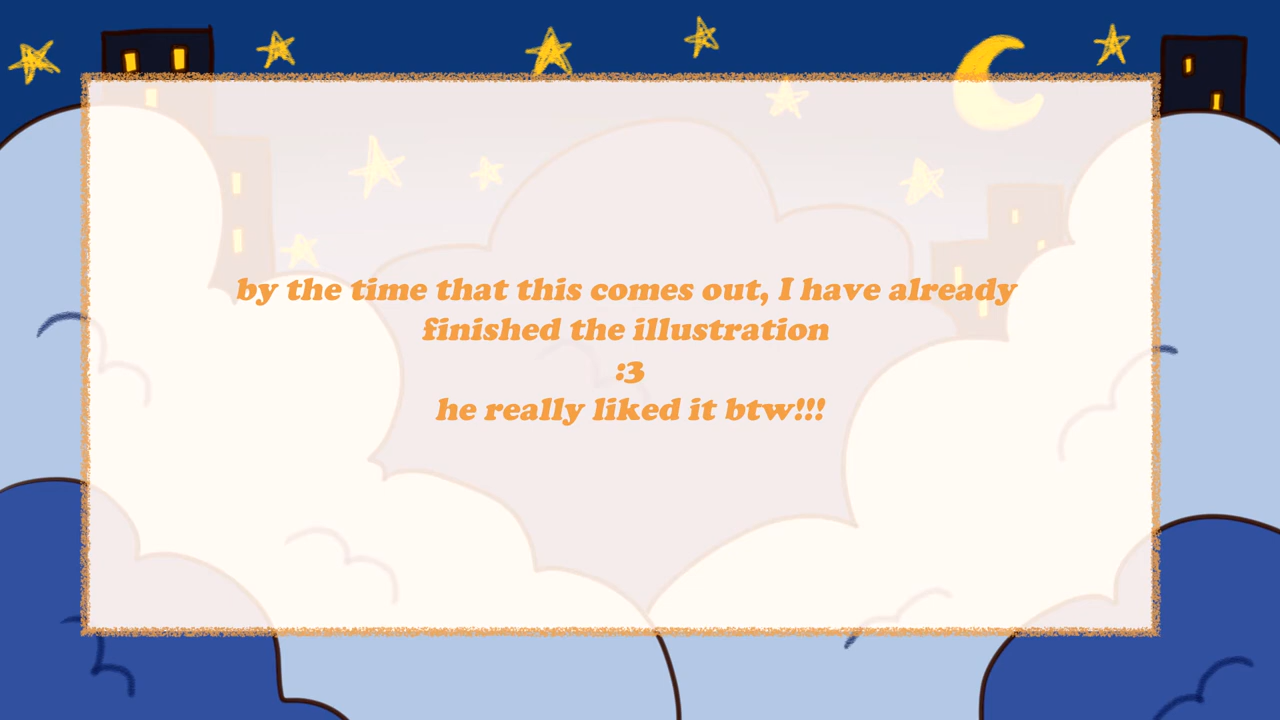 by the time that this comes out, I have already
finished the illustration
:3
he really liked it btw!!!